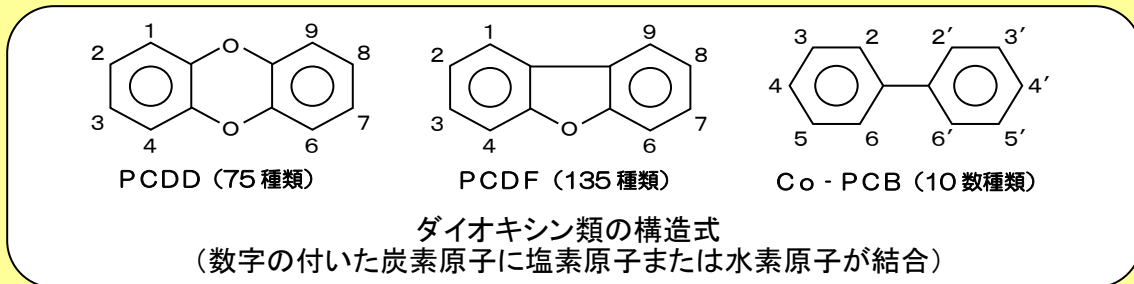 1 9 3 2 2′ 3′
2 O 8 2 1 9 8 4 4′
3 O 7 3 O 7 5 6 6′ 5′
4 6 4 6
PCDD（75種類） PCDF（135種類） Co‐PCB（10数種類）
ダイオキシン類の構造式
（数字の付いた炭素原子に塩素原子または水素原子が結合）